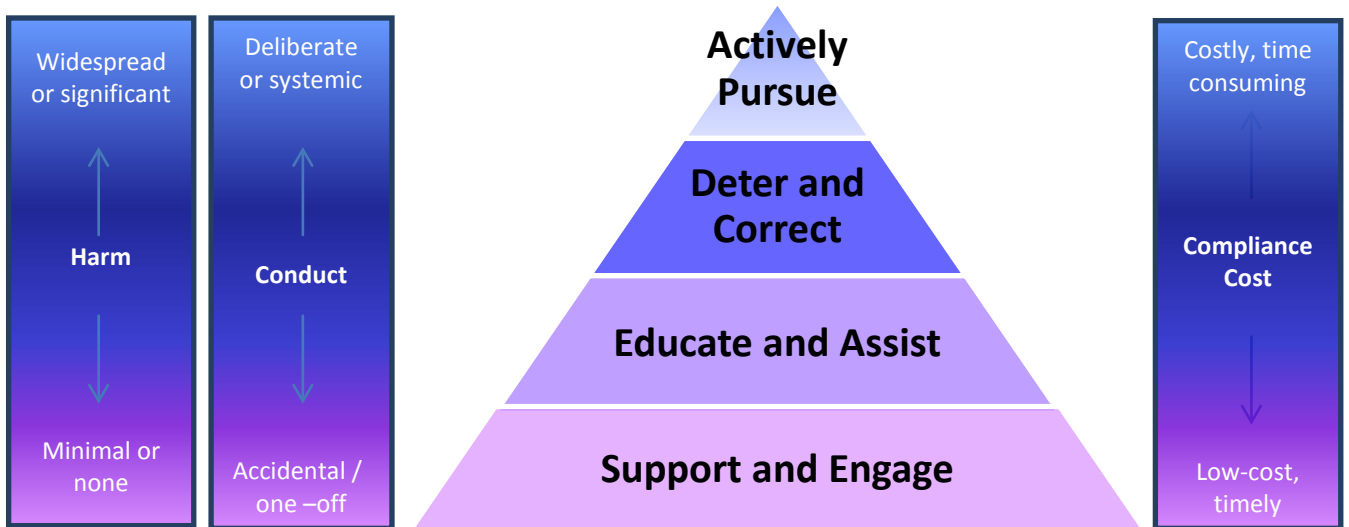 Widespread
or significant
Harm
Minimal or
none
Deliberate
or systemic
Conduct
Accidental /
one –off
Actively
Pursue
Deter and
Correct
Educate and Assist
Support and Engage
Costly, time
consuming
Compliance
Cost
Low-cost,
timely